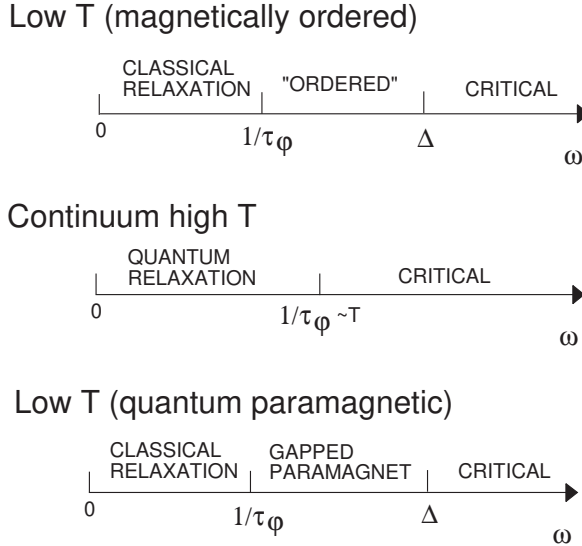 Low T (magnetically ordered)
CLASSICAL
RELAXATION "ORDERED" CRITICAL
0 1/τφ Δ ω
Continuum high T
QUANTUM
RELAXATION CRITICAL
0 1/τφ ~T ω
Low T (quantum paramagnetic)
CLASSICAL GAPPED
RELAXATION PARAMAGNET CRITICAL
0 1/τφ Δ ω